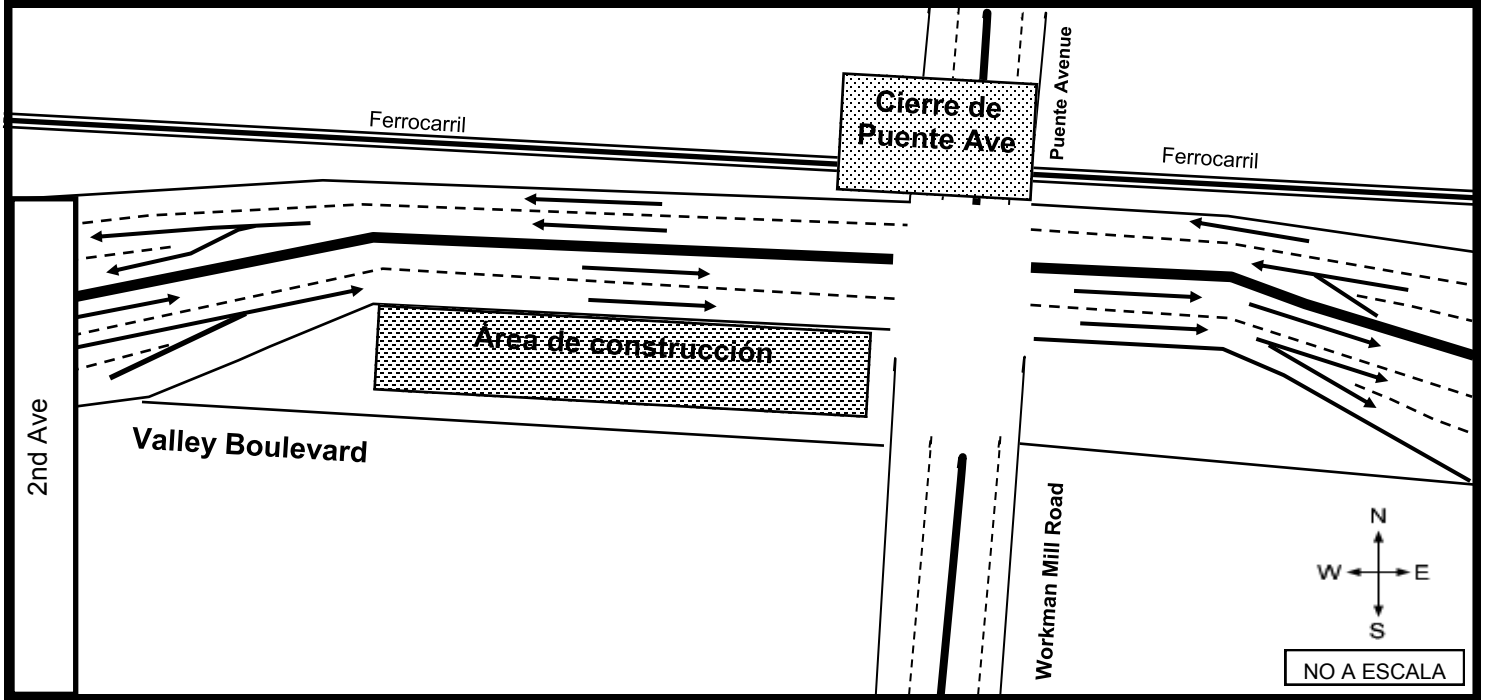 Puente Avenue
Cierre de
Puente Ave
Ferrocarril
Ferrocarril
Área de construcción
2nd Ave
Valley Boulevard
Workman Mill Road
N
W E
S
NO A ESCALA